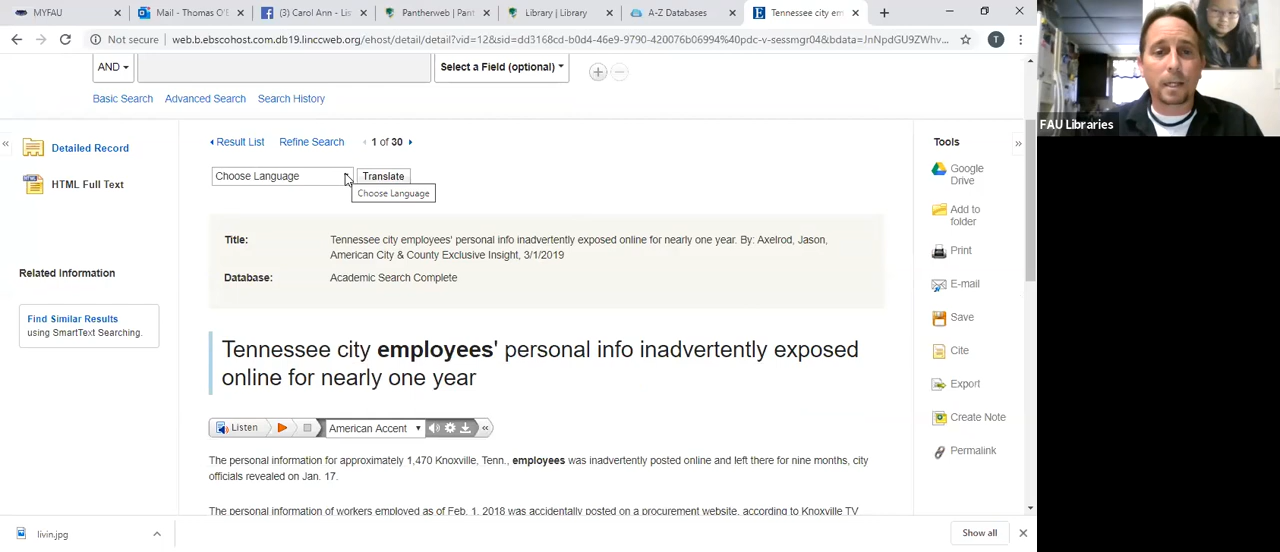 MYFAU
Mail - Thomas O'E
(3) Carol Ann - Lis
Pantherweb | Pant
Library | Library
A-Z Databases
Tennessee city em
Not secure
web.b.ebscohost.com.db19.linccweb.org/ehost/detail/detail?vid=12&sid=dd3168cd-b0d4-46e9-9790-420076b06994%40pdc-v-sessmgr04&bdata=JnNpdGU9ZWhv...
T
AND
Select a Field (optional)
Basic Search
Advanced Search
Search History
Detailed Record
HTML Full Text
Related Information
Find Similar Results
using SmartText Searching.
Result List
Refine Search
1 of 30
Choose Language
Translate
Choose Language
Title:
Tennessee city employees' personal info inadvertently exposed online for nearly one year. By: Axelrod, Jason,
American City & County Exclusive Insight, 3/1/2019
Database:
Academic Search Complete
Tennessee city employees' personal info inadvertently exposed
online for nearly one year
Listen
American Accent
The personal information for approximately 1,470 Knoxville, Tenn., employees was inadvertently posted online and left there for nine months, city
officials revealed on Jan. 17.
The personal information of workers employed as of Feb. 1, 2018 was accidentally posted on a procurement website, according to Knoxville TV
Tools
Google
Drive
Add to
folder
Print
E-mail
Save
Cite
Export
Create Note
Permalink
FAU Libraries
livin.jpg
Show all